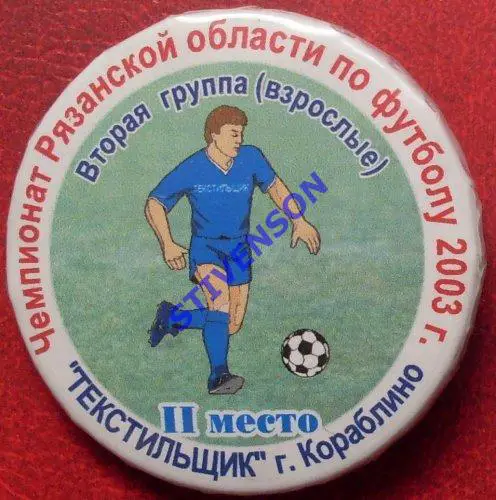 Чемпионат Рязанской области по футболу 2003 г.
Вторая группа (взрослые)
ТЕКСТИЛЬЩИК
STIVENSON
II место
"ТЕКСТИЛЬЩИК" г. Кораблино